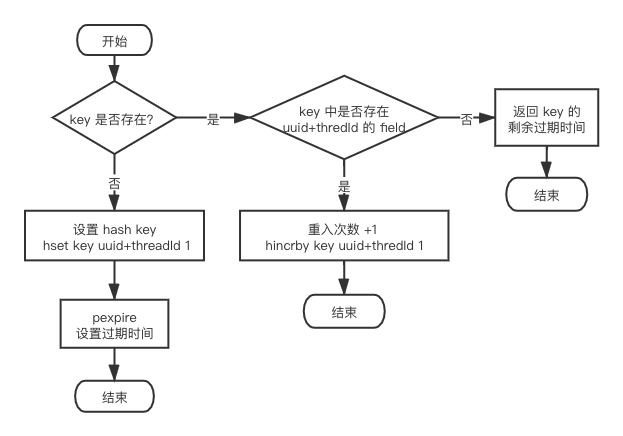 开始
key 是否存在?
是
key 中是否存在
uuid+thredId 的 field
否
返回 key 的
剩余过期时间
结束
否
设置 hash key
hset key uuid+threadId 1
是
重入次数 +1
hincrby key uuid+thredId 1
结束
pexpire
设置过期时间
结束